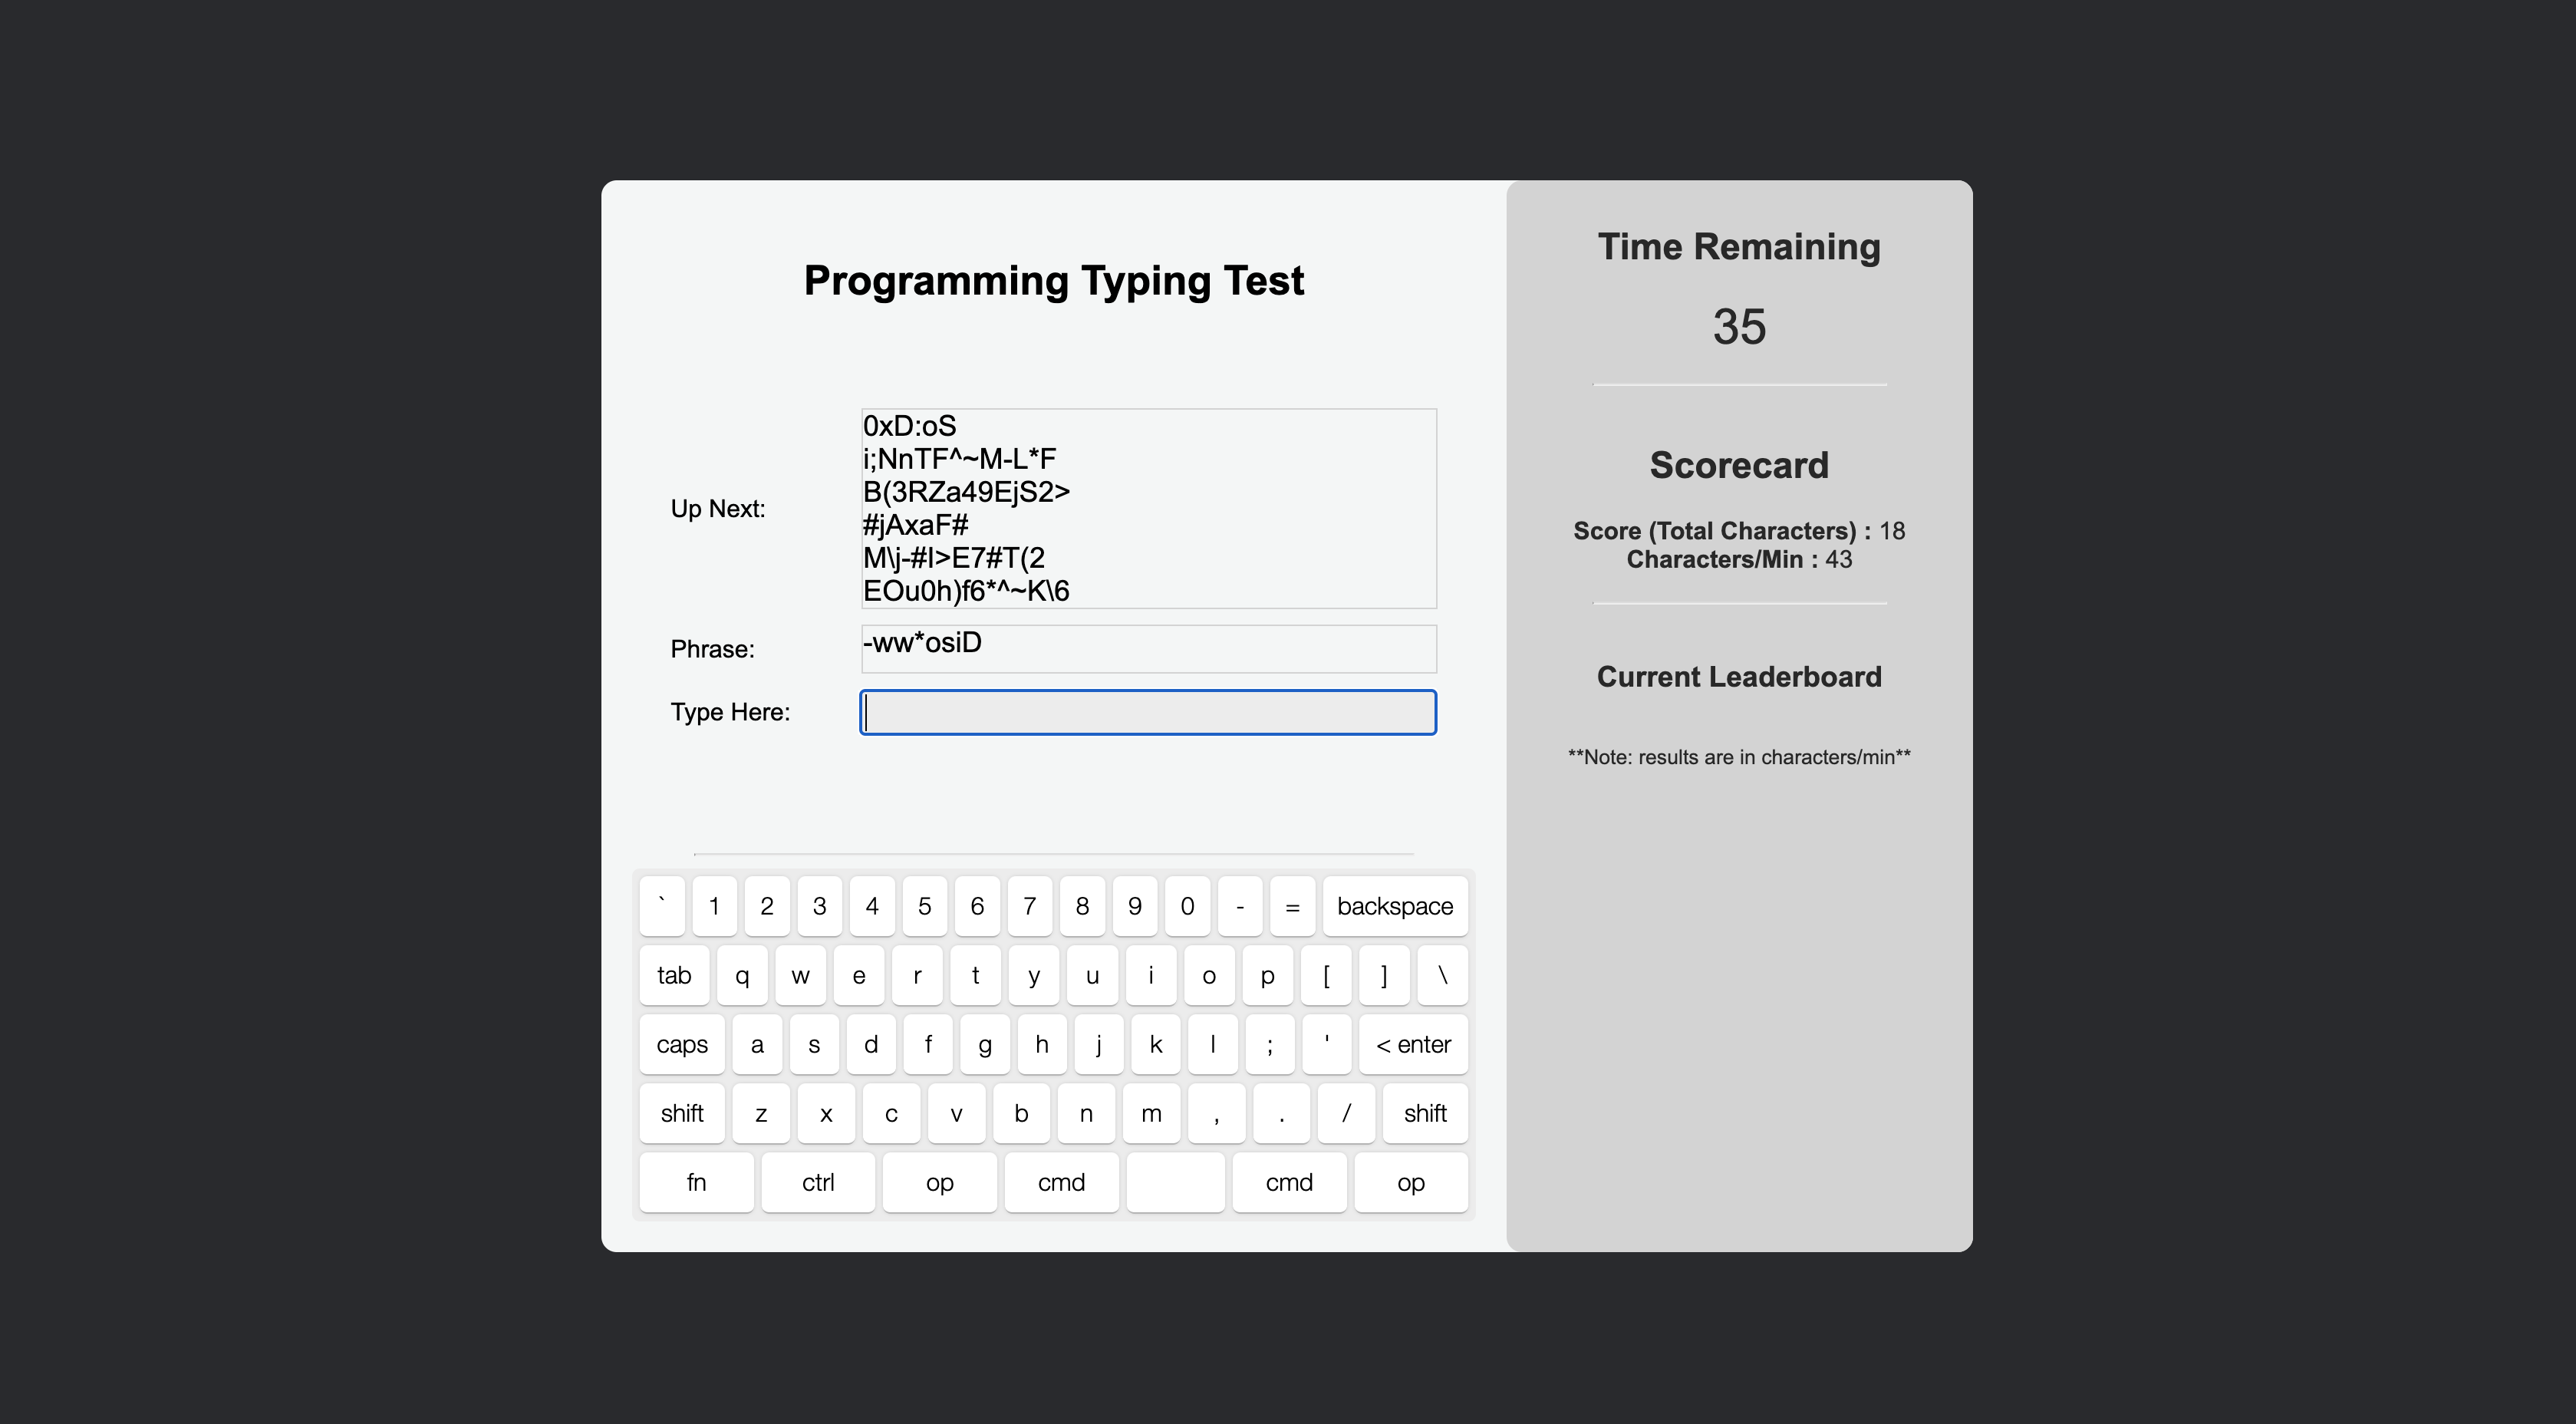 Programming Typing Test
Up Next:
0xD:oS
i;NnTF^~M-L*F
B(3RZa49EjS2>
#jAxaF#
M\j-#I>E7#T(2
EOu0h)f6*^~K\6
Phrase:
-ww*osiD
Type Here:
` 1 2 3 4 5 6 7 8 9 0 - = backspace
tab q w e r t y u i o p [ ] \
caps a s d f g h j k l ; ' < enter
shift z x c v b n m , . / shift
fn ctrl op cmd cmd op
Time Remaining
35
Scorecard
Score (Total Characters) : 18
Characters/Min : 43
Current Leaderboard
**Note: results are in characters/min**